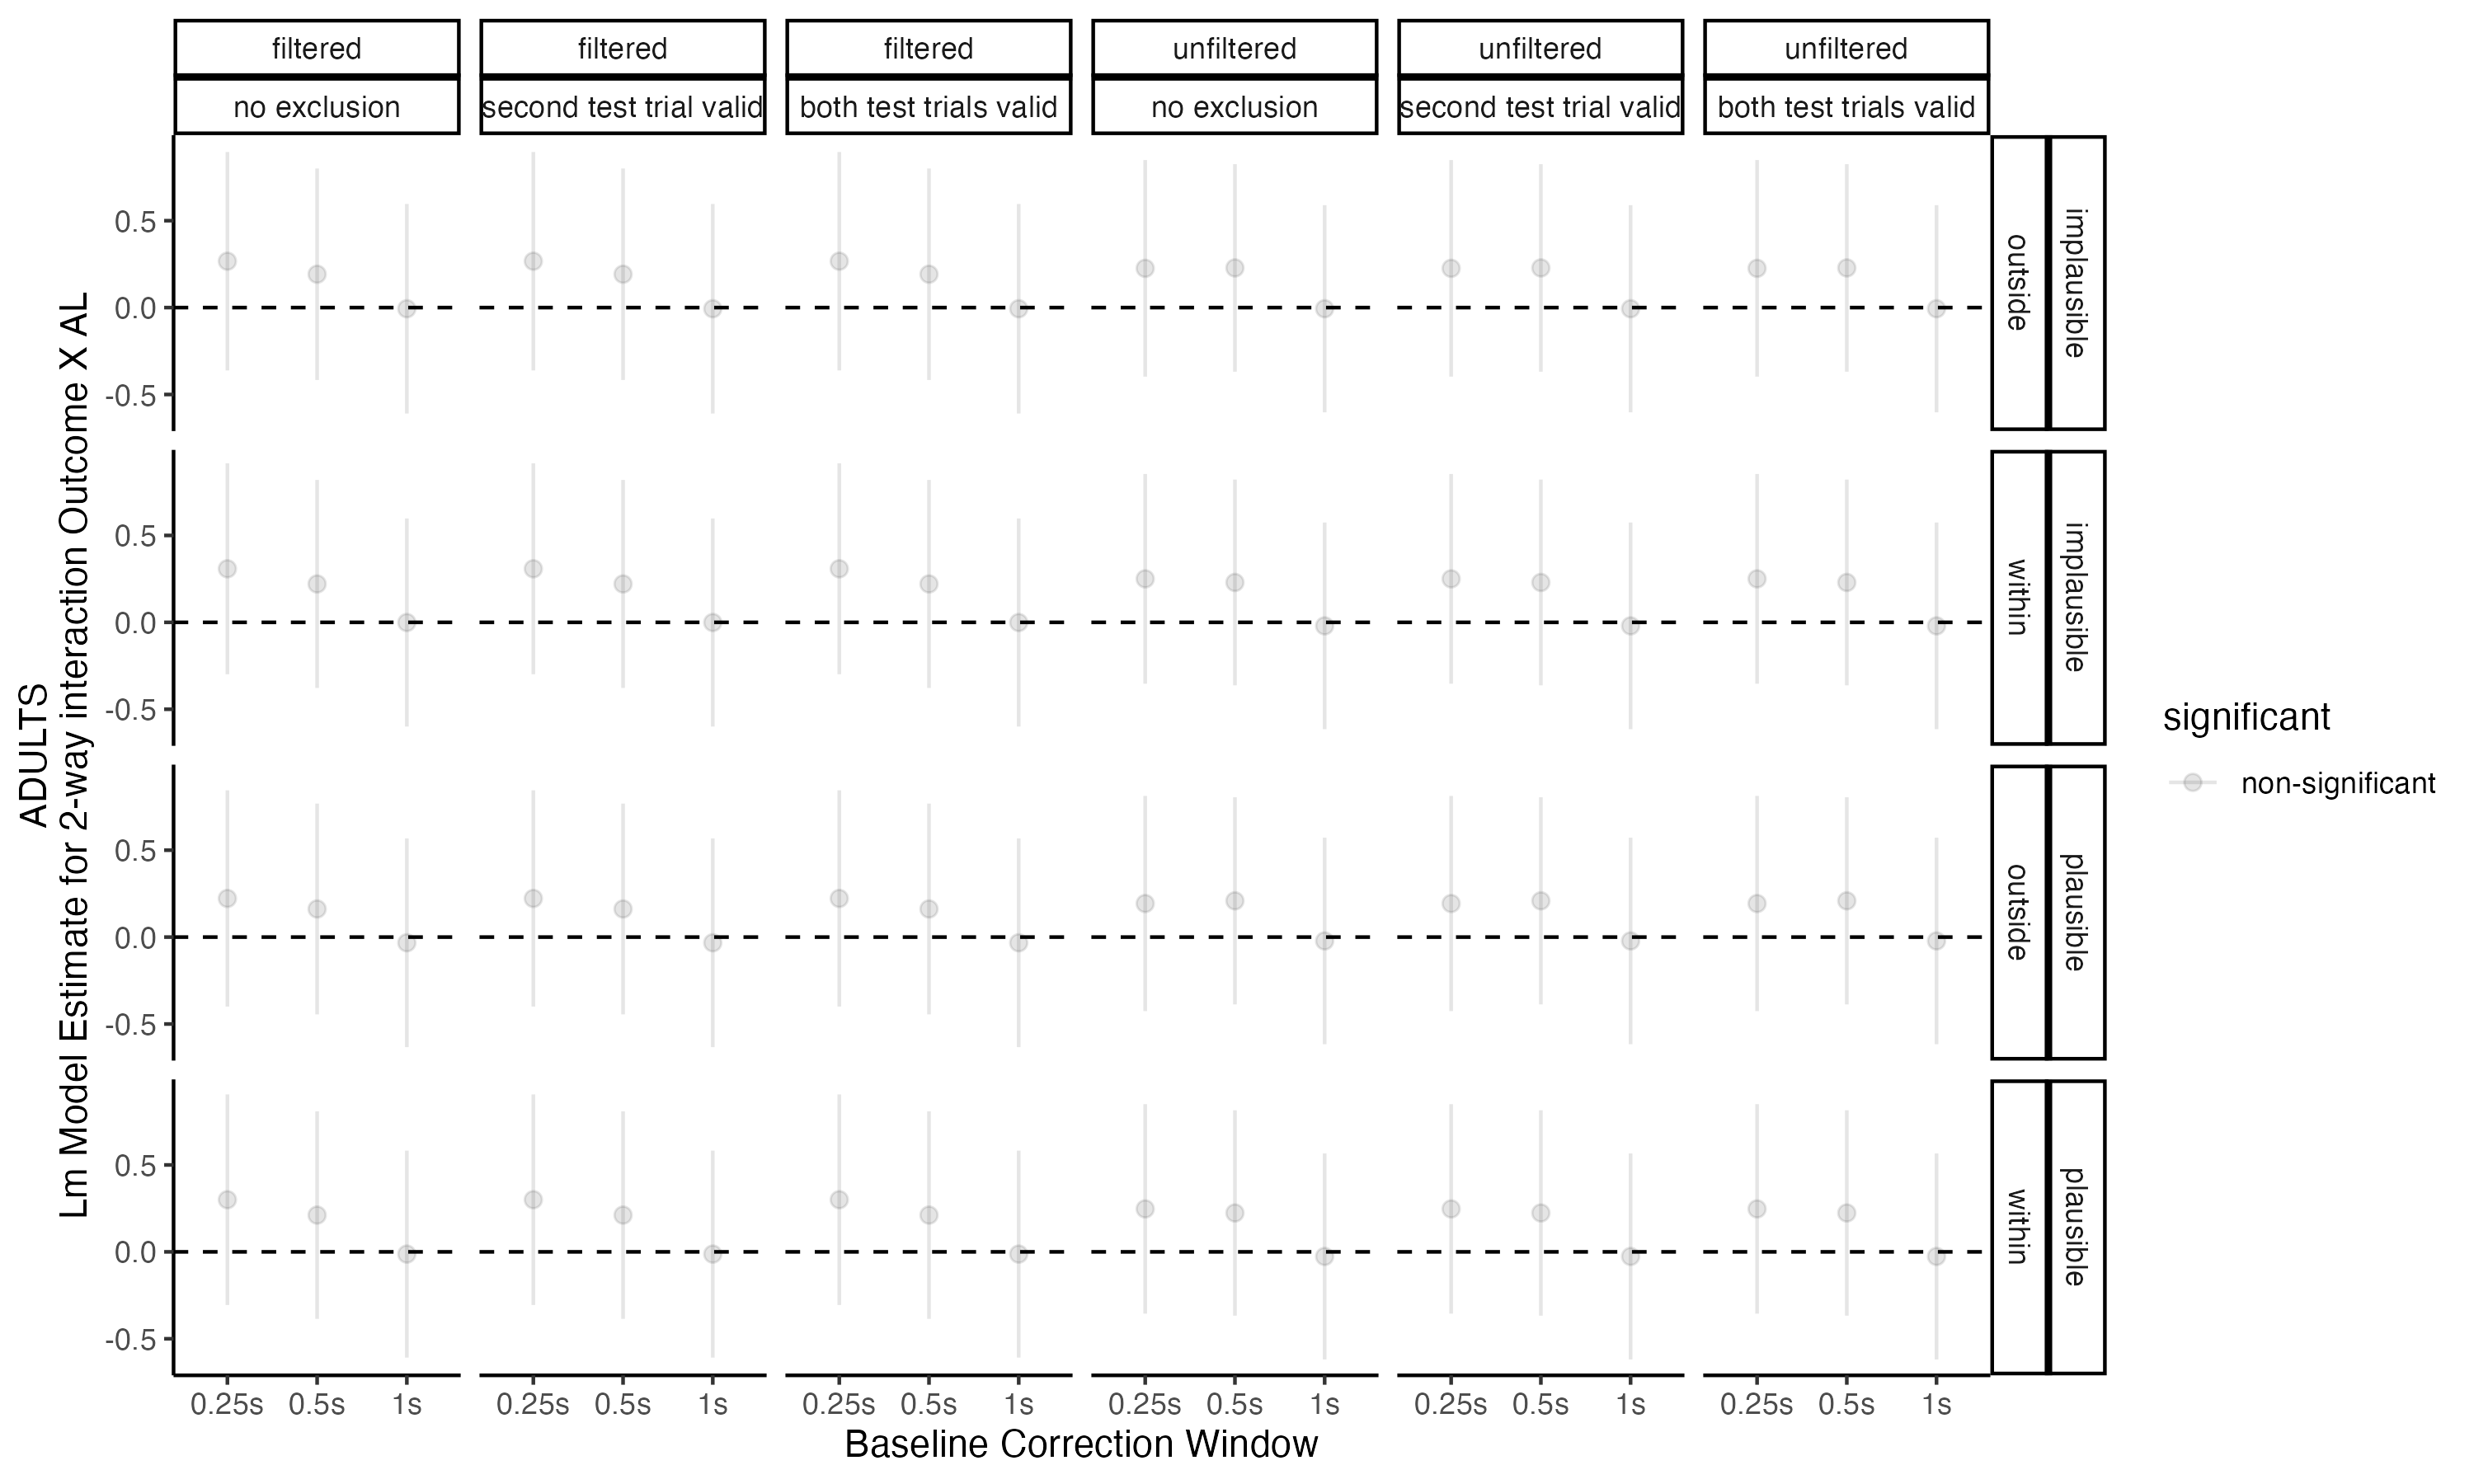 filtered filtered filtered unfiltered unfiltered unfiltered
no exclusion second test trial valid both test trials valid no exclusion second test trial valid both test trials valid
ADULTS
Lm Model Estimate for 2-way interaction Outcome X AL
0.5
0.0
-0.5
outside
implausible
0.5
0.0
-0.5
within
implausible
0.5
0.0
-0.5
outside
plausible
0.5
0.0
-0.5
within
plausible
0.25s 0.5s 1s 0.25s 0.5s 1s 0.25s 0.5s 1s 0.25s 0.5s 1s 0.25s 0.5s 1s 0.25s 0.5s 1s
Baseline Correction Window
significant
non-significant